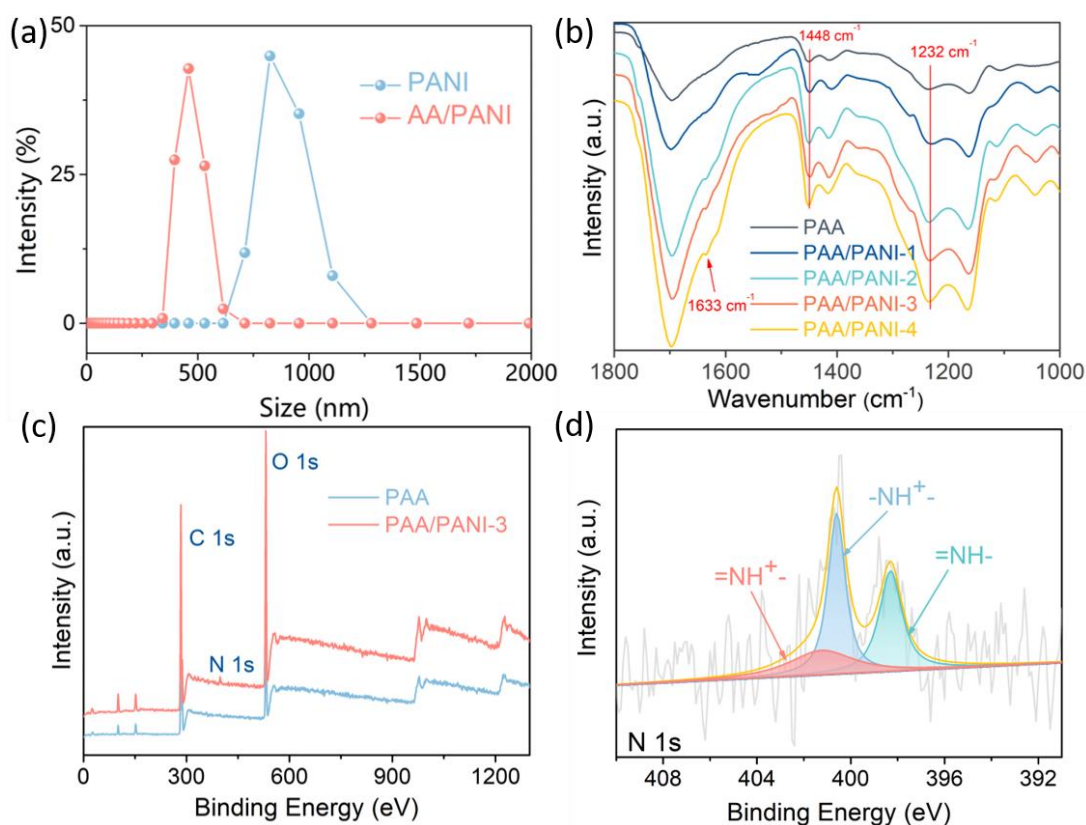 (a)
50
25
0
Intensity (%)
PANI
AA/PANI
0
500
1000
1500
2000
Size (nm)
(b)
1448 cm⁻¹
1232 cm⁻¹
Intensity (a.u.)
PAA
PAA/PANI-1
PAA/PANI-2
PAA/PANI-3
PAA/PANI-4
1633 cm⁻¹
1800
1600
1400
1200
1000
Wavenumber (cm⁻¹)
(c)
O 1s
PAA
PAA/PANI-3
C 1s
N 1s
Intensity (a.u.)
0
300
600
900
1200
Binding Energy (eV)
(d)
-NH⁺-
=NH-
=NH⁺-
Intensity (a.u.)
N 1s
408
404
400
396
392
Binding Energy (eV)